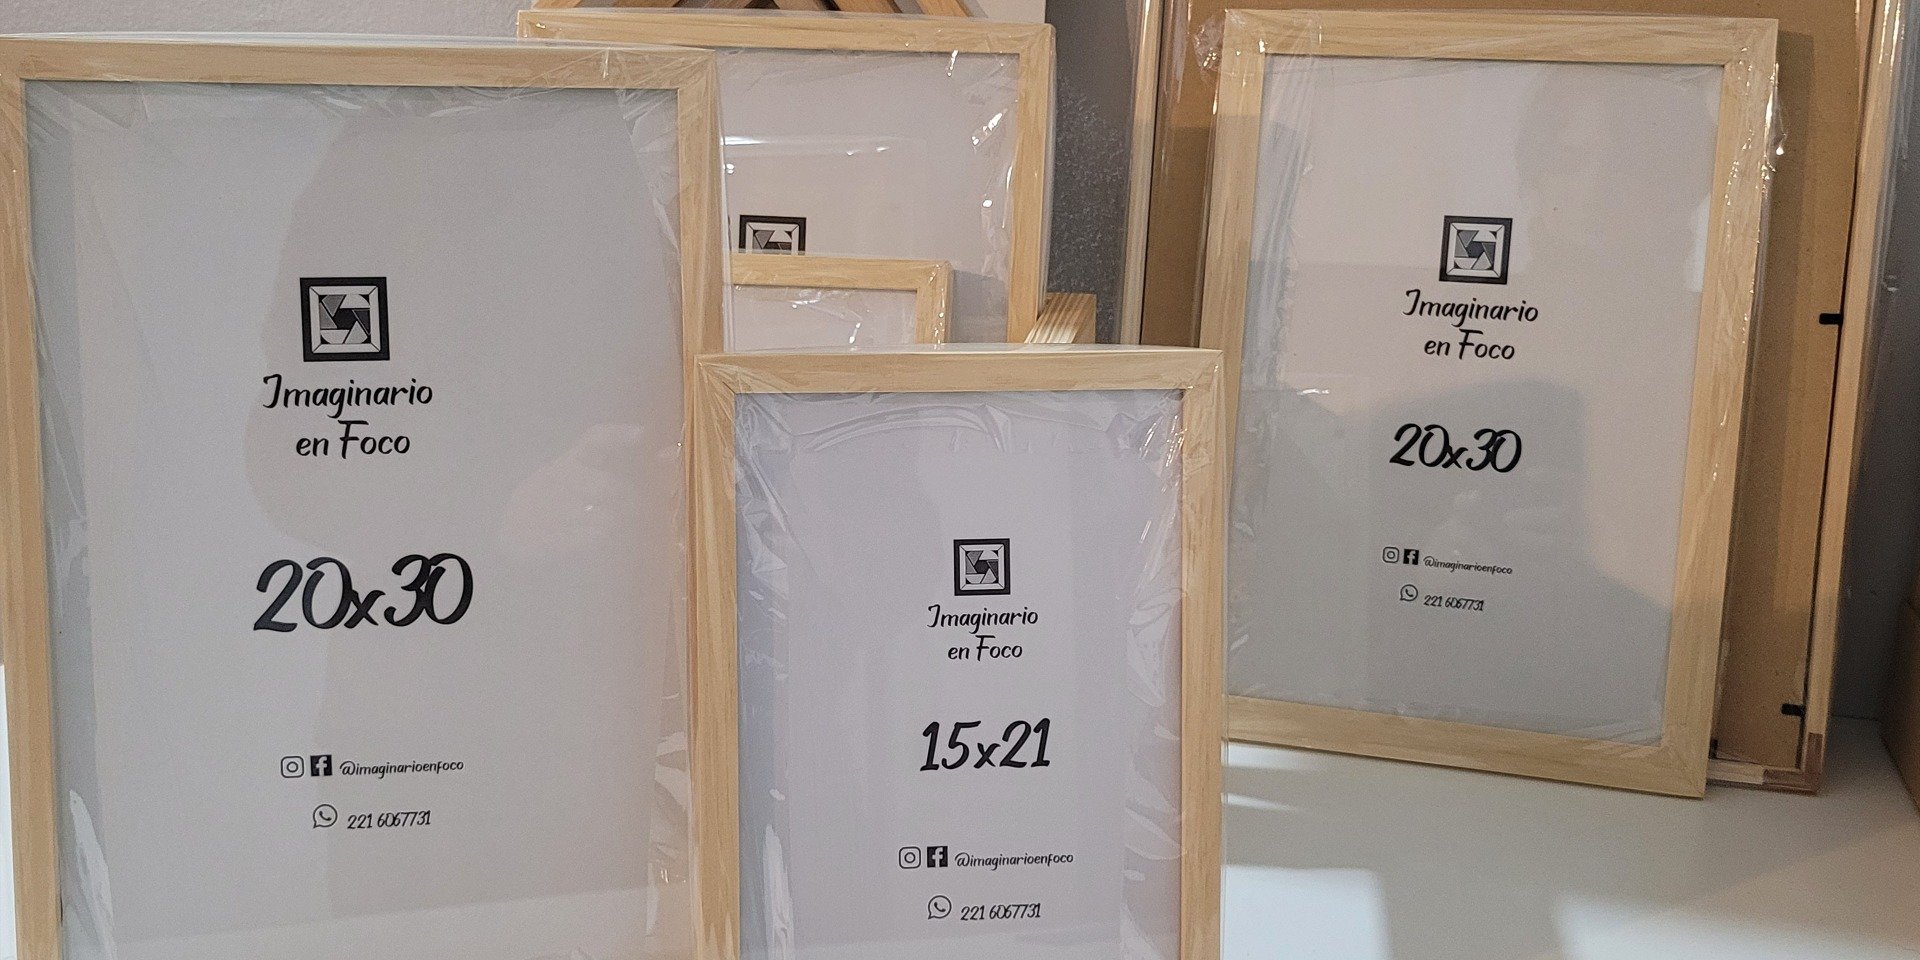 Imaginario
en Foco
20x30
@imaginarioenfoco
221 6067731
Imaginario
en Foco
15x21
@imaginarioenfoco
221 6067731
Imaginario
en Foco
20x30
@imaginarioenfoco
221 6067731